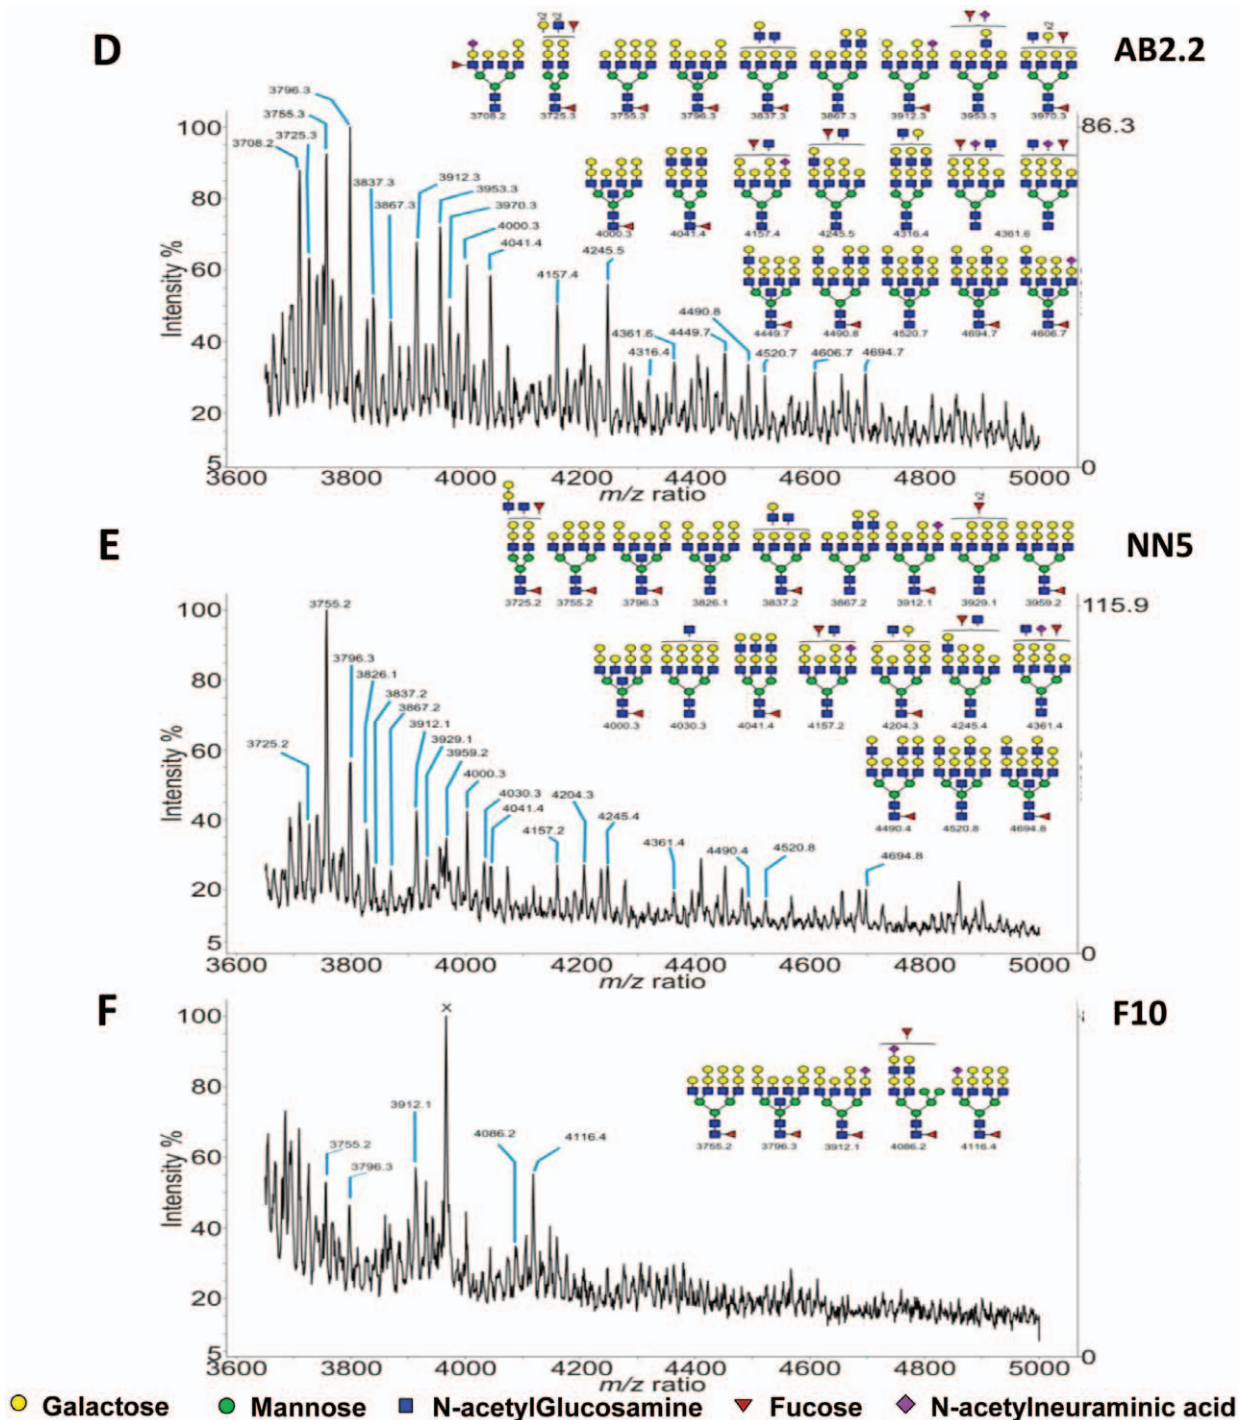 D
AB2.2
x2 x2
x2
3708.2 3725.3 3755.3 3796.3 3837.3 3867.3 3912.3 3953.3 3970.3
4000.3 4041.4 4157.4 4245.5 4316.4 4361.6
4449.7 4490.8 4520.7 4694.7 4606.7
3796.3
3755.3
3725.3
3708.2
3837.3
3867.3
3912.3
3953.3
3970.3
4000.3
4041.4
4157.4
4245.5
4316.4
4361.6
4449.7
4490.8
4520.7
4606.7
4694.7
100
80
60
40
20
5
Intensity %
86.3
0
3600 3800 4000 4200 4400 4600 4800 5000
m/z ratio
E
NN5
x2
3725.2 3755.2 3796.3 3826.1 3837.2 3867.2 3912.1 3929.1 3959.2
4000.3 4030.3 4041.4 4157.2 4204.3 4245.4 4361.4
4490.4 4520.8 4694.8
3755.2
3796.3
3826.1
3837.2
3867.2
3912.1
3929.1
3959.2
4000.3
4030.3
4041.4
3725.2
4157.2
4204.3
4245.4
4361.4
4490.4
4520.8
4694.8
100
80
60
40
20
5
Intensity %
115.9
0
3600 3800 4000 4200 4400 4600 4800 5000
m/z ratio
F
F10
x
3755.2 3796.3 3912.1 4086.2 4116.4
3912.1
3755.2
3796.3
4086.2
4116.4
100
80
60
40
20
5
Intensity %
0
3600 3800 4000 4200 4400 4600 4800 5000
m/z ratio
Galactose Mannose N-acetylGlucosamine Fucose N-acetylneuraminic acid